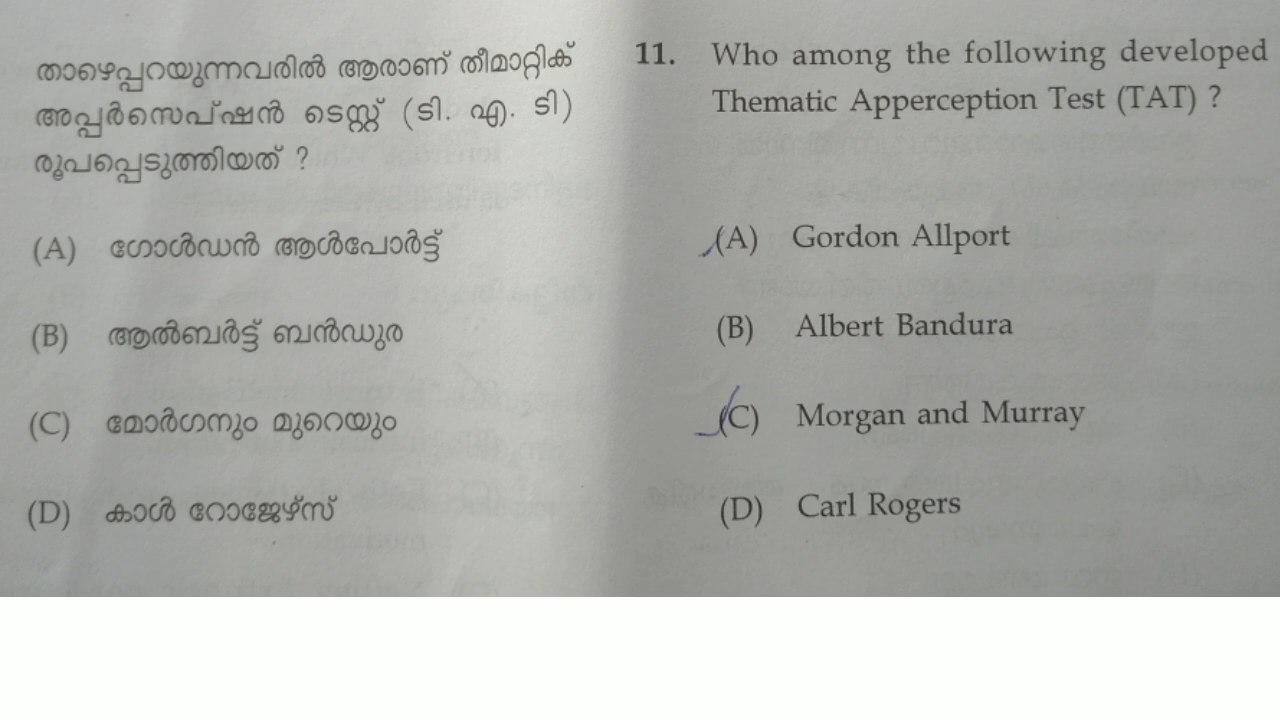 താഴെപ്പറയുന്നവരിൽ ആരാണ് തീമാറ്റിക്
അപ്പർസെപ്ഷൻ ടെസ്റ്റ് (ടി. എ. ടി)
രൂപപ്പെടുത്തിയത് ?
(A) ഗോൾഡൻ ആൾപോർട്ട്
(B) ആൽബർട്ട് ബൻഡുര
(C) മോർഗനും മുറെയും
(D) കാൾ റോജേഴ്സ്
11. Who among the following developed
Thematic Apperception Test (TAT) ?
(A) Gordon Allport
(B) Albert Bandura
(C) Morgan and Murray
(D) Carl Rogers